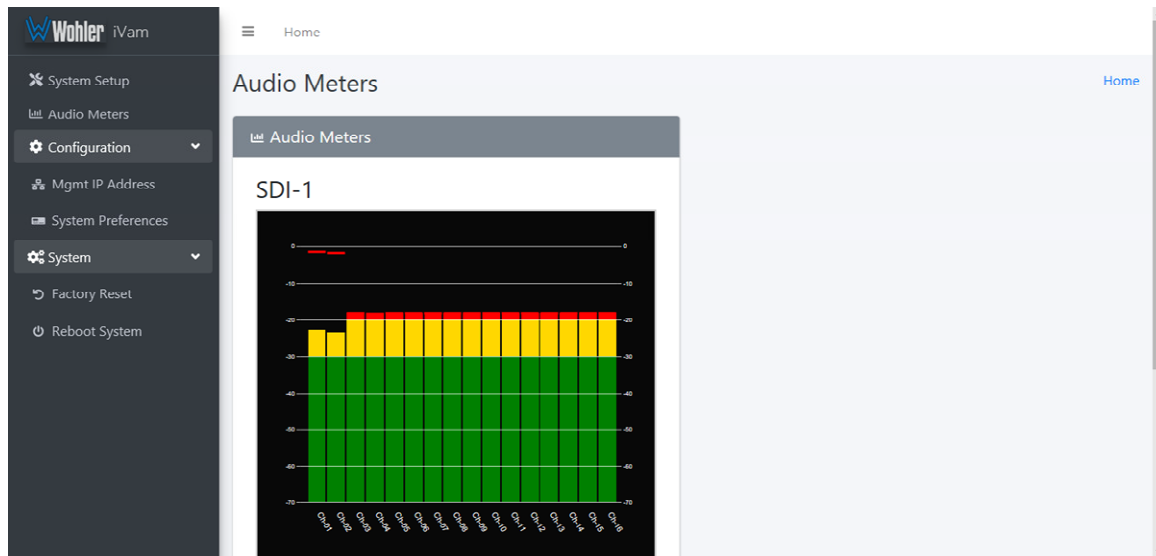 Wohler iVam
Home
System Setup
Audio Meters
Configuration
Mgmt IP Address
System Preferences
System
Factory Reset
Reboot System
Audio Meters
Home
Audio Meters
SDI-1
0 0
-10 -10
-20 -20
-30 -30
-40 -40
-50 -50
-60 -60
-70 -70
Ch-01 Ch-02 Ch-03 Ch-04 Ch-05 Ch-06 Ch-07 Ch-08 Ch-09 Ch-10 Ch-11 Ch-12 Ch-13 Ch-14 Ch-15 Ch-16